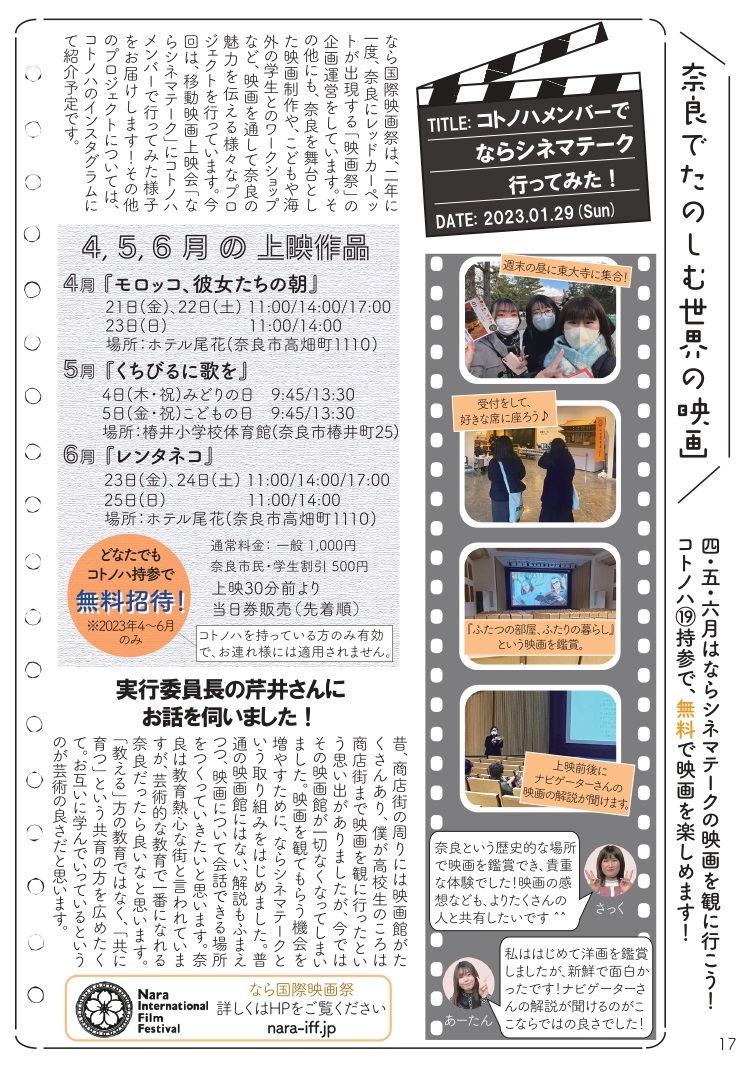 奈良でたのしむ世界の映画
四・五・六月はならシネマテークの映画を観に行こう！
コトノハ⑲持参で、無料で映画を楽しめます！
TITLE: コトノハメンバーで
ならシネマテーク
行ってみた！
DATE: 2023.01.29 (Sun)
なら国際映画祭は、二年に
一度、奈良にレッドカーペッ
トが出現する「映画祭」の
企画運営をしています。そ
の他にも、奈良を舞台とし
た映画制作や、こどもや海
外の学生とのワークショップ
など、映画を通して奈良の
魅力を伝える様々なプロ
ジェクトを行っています。今
回は、移動映画上映会「な
らシネマテーク」にコトノハ
メンバーで行ってみた様子
をお届けします！その他
のプロジェクトについては、
コトノハのインスタグラムに
て紹介予定です。
4, 5, 6 月 の 上映作品
4月『モロッコ、彼女たちの朝』
21日(金)、22日(土) 11:00/14:00/17:00
23日(日) 11:00/14:00
場所：ホテル尾花(奈良市高畑町1110)
5月『くちびるに歌を』
4日(木・祝)みどりの日 9:45/13:30
5日(金・祝)こどもの日 9:45/13:30
場所：椿井小学校体育館(奈良市椿井町25)
6月『レンタネコ』
23日(金)、24日(土) 11:00/14:00/17:00
25日(日) 11:00/14:00
場所：ホテル尾花(奈良市高畑町1110)
どなたでも
コトノハ持参で
無料招待！
※2023年4～6月
のみ
通常料金： 一般 1,000円
奈良市民・学生割引 500円
上映30分前より
当日券販売（先着順）
コトノハを持っている方のみ有効
で、お連れ様には適用されません。
週末の昼に東大寺に集合！
受付をして、
好きな席に座ろう♪
『ふたつの部屋、ふたりの暮らし』
という映画を鑑賞。
上映前後に
ナビゲーターさんの
映画の解説が聞けます。
奈良という歴史的な場所
で映画を鑑賞でき、貴重
な体験でした！映画の感
想なども、よりたくさんの
人と共有したいです ^^
さっく
私ははじめて洋画を鑑賞
しましたが、新鮮で面白か
ったです！ナビゲーターさ
んの解説が聞けるのがこ
こならではの良さでした！
あーたん
実行委員長の芹井さんに
お話を伺いました！
昔、商店街の周りには映画館がた
くさんあり、僕が高校生のころは
商店街まで映画を観に行ったとい
う思い出がありましたが、今では
その映画館が一切なくなってしまい
ました。映画を観てもらう機会を
増やすために、ならシネマテークと
いう取り組みをはじめました。普
通の映画館にはない、解説もふまえ
つつ、映画について会話できる場所
をつくっていきたいと思います。奈
良は教育熱心な街と言われていま
すが、芸術的な教育で一番になれる
奈良だったら良いなと思います。
「教える」方の教育ではなく、「共に
育つ」という共育の方を広めたく
て。お互いに学んでいっているという
のが芸術の良さだと思います。
Nara
International
Film
Festival
なら国際映画祭
詳しくはHPをご覧ください
nara-iff.jp
17